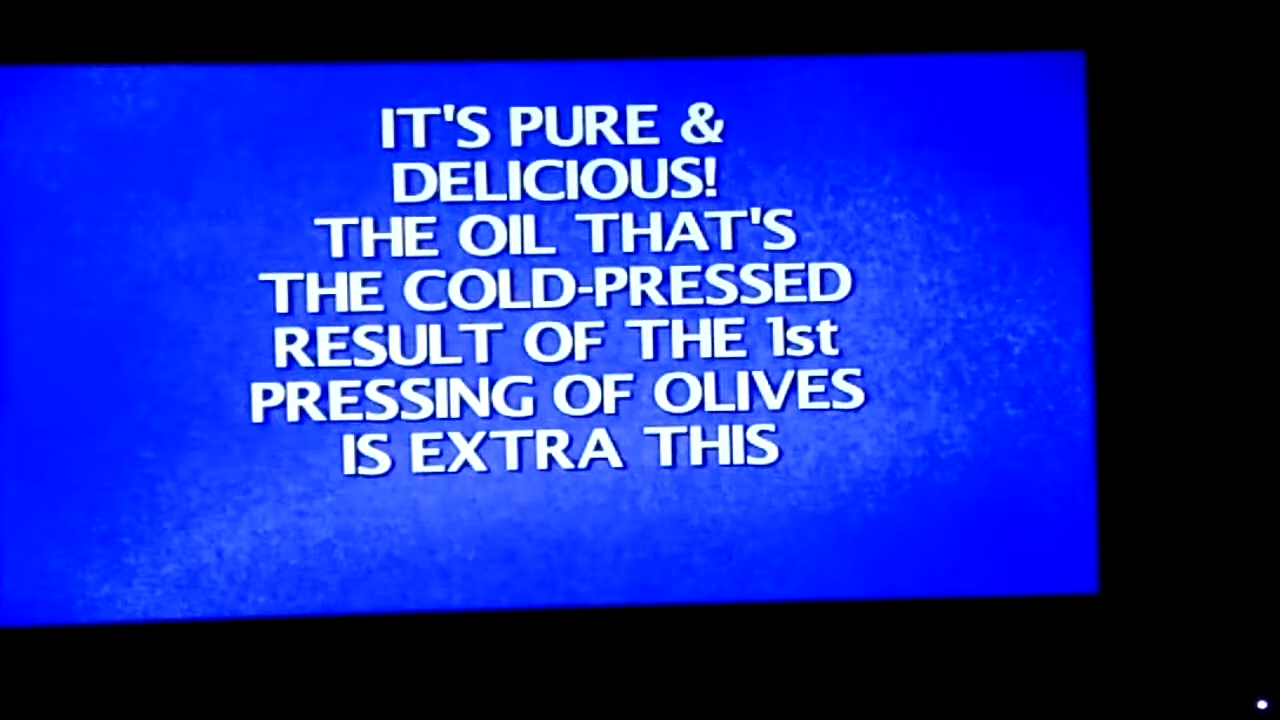 IT'S PURE &
DELICIOUS!
THE OIL THAT'S
THE COLD-PRESSED
RESULT OF THE 1st
PRESSING OF OLIVES
IS EXTRA THIS